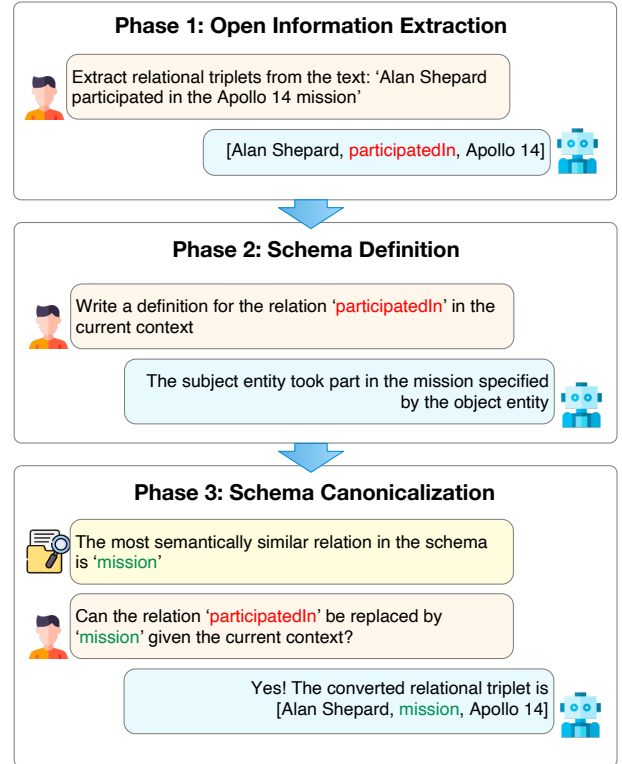 Phase 1: Open Information Extraction
Extract relational triplets from the text: ‘Alan Shepard
participated in the Apollo 14 mission’
[Alan Shepard, participatedIn, Apollo 14]
Phase 2: Schema Definition
Write a definition for the relation ‘participatedIn’ in the
current context
The subject entity took part in the mission specified
by the object entity
Phase 3: Schema Canonicalization
The most semantically similar relation in the schema
is ‘mission’
Can the relation ‘participatedIn’ be replaced by
‘mission’ given the current context?
Yes! The converted relational triplet is
[Alan Shepard, mission, Apollo 14]